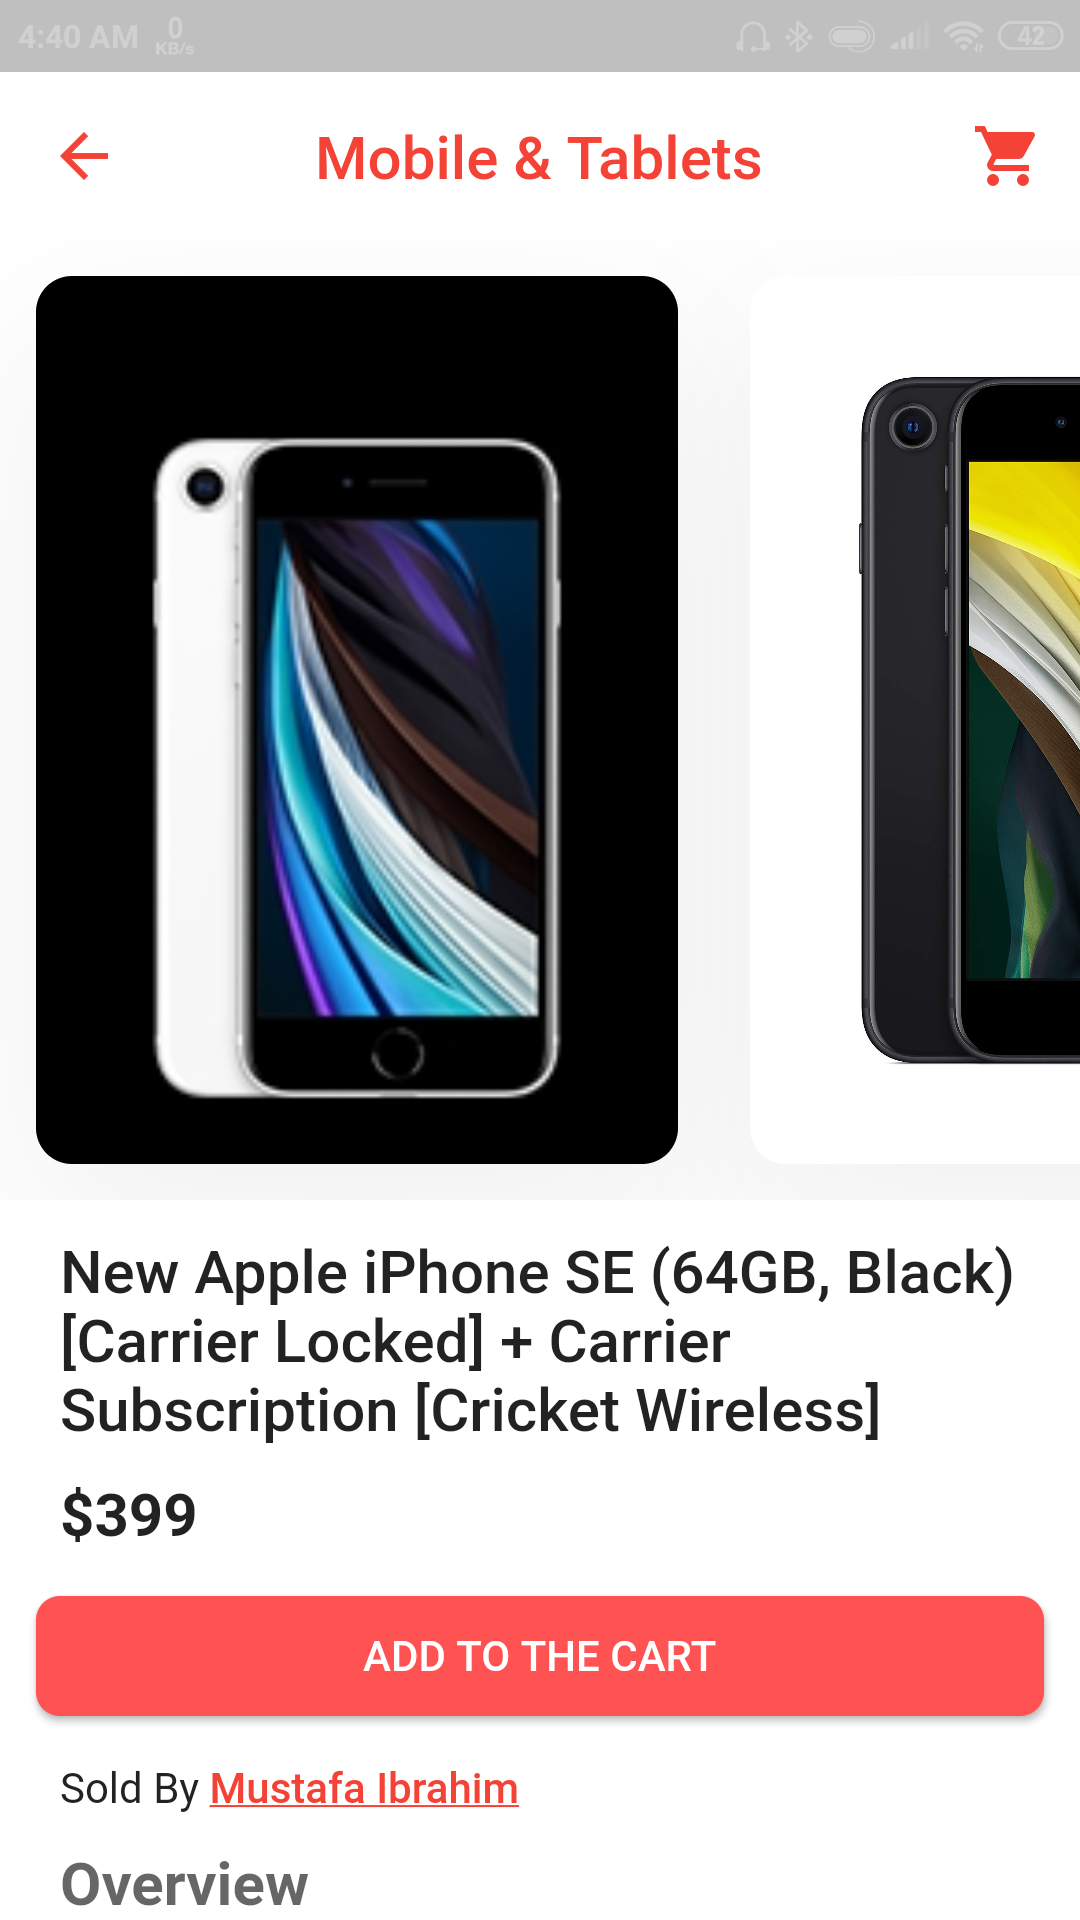 4:40 AM 0 KB/s 42
Mobile & Tablets
New Apple iPhone SE (64GB, Black)
[Carrier Locked] + Carrier
Subscription [Cricket Wireless]
$399
ADD TO THE CART
Sold By Mustafa Ibrahim
Overview